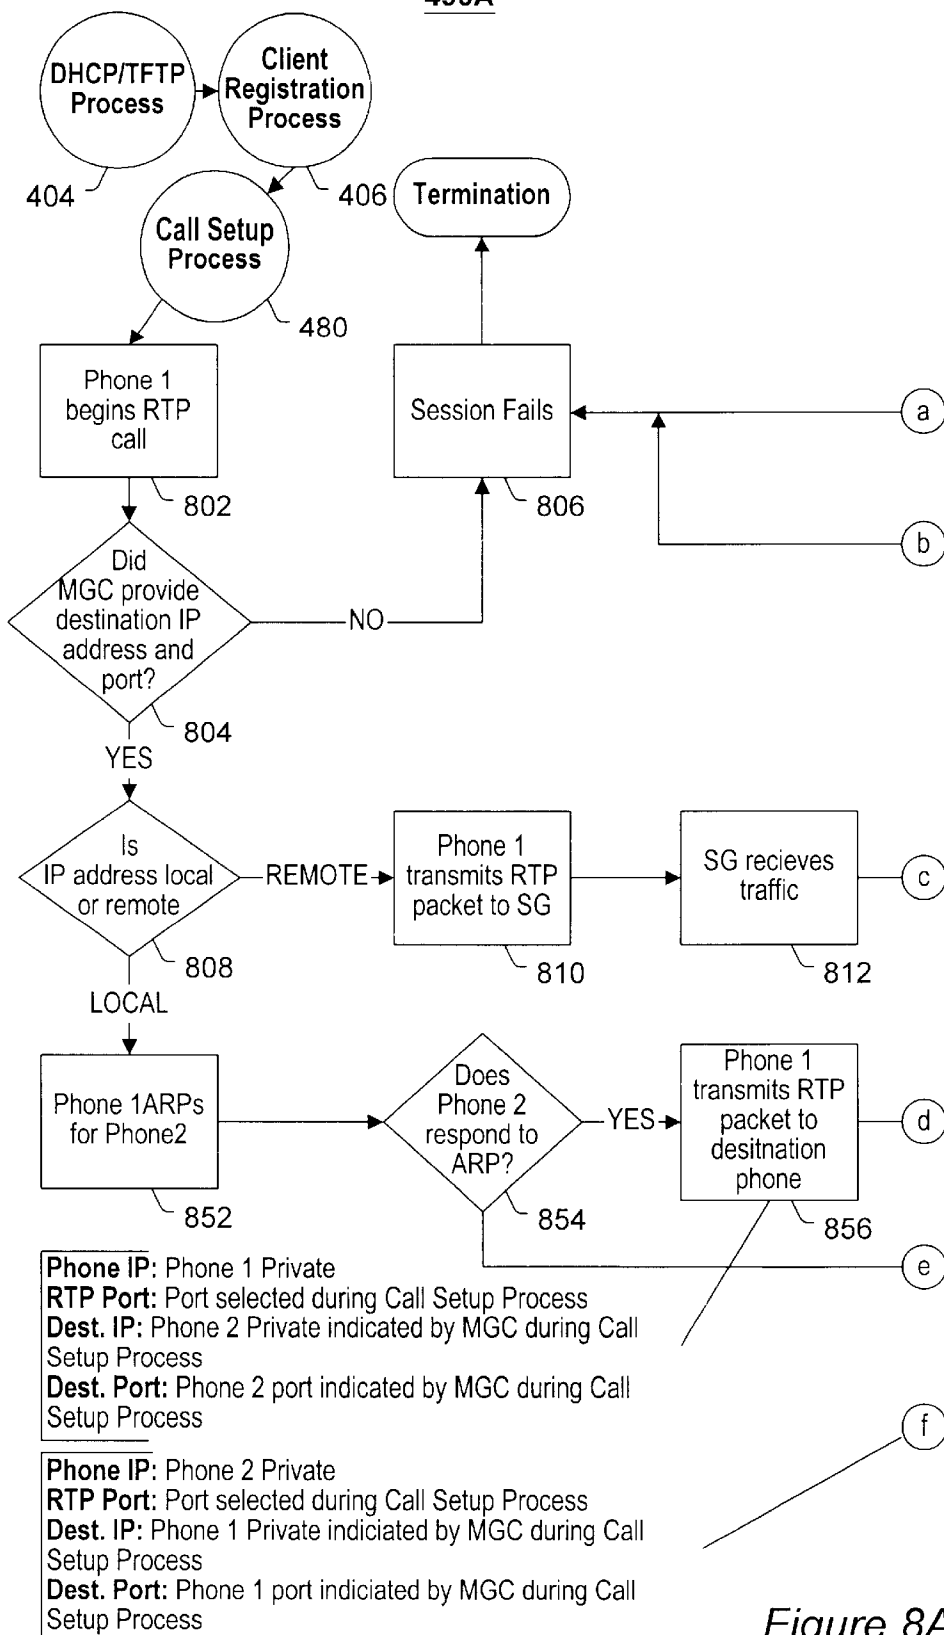 DHCP/TFTP
Process
Client
Registration
Process
404
406
Termination
Call Setup
Process
480
Phone 1
begins RTP
call
Session Fails
a
802
806
b
Did
MGC provide
destination IP
address and
port?
NO
804
YES
Is
IP address local
or remote
REMOTE
Phone 1
transmits RTP
packet to SG
SG recieves
traffic
c
808
810
812
LOCAL
Phone 1ARPs
for Phone2
Does
Phone 2
respond to
ARP?
YES
Phone 1
transmits RTP
packet to
desitnation
phone
d
852
854
856
e
Phone IP: Phone 1 Private
RTP Port: Port selected during Call Setup Process
Dest. IP: Phone 2 Private indicated by MGC during Call
Setup Process
Dest. Port: Phone 2 port indicated by MGC during Call
Setup Process
f
Phone IP: Phone 2 Private
RTP Port: Port selected during Call Setup Process
Dest. IP: Phone 1 Private indiciated by MGC during Call
Setup Process
Dest. Port: Phone 1 port indiciated by MGC during Call
Setup Process
Figure 8A